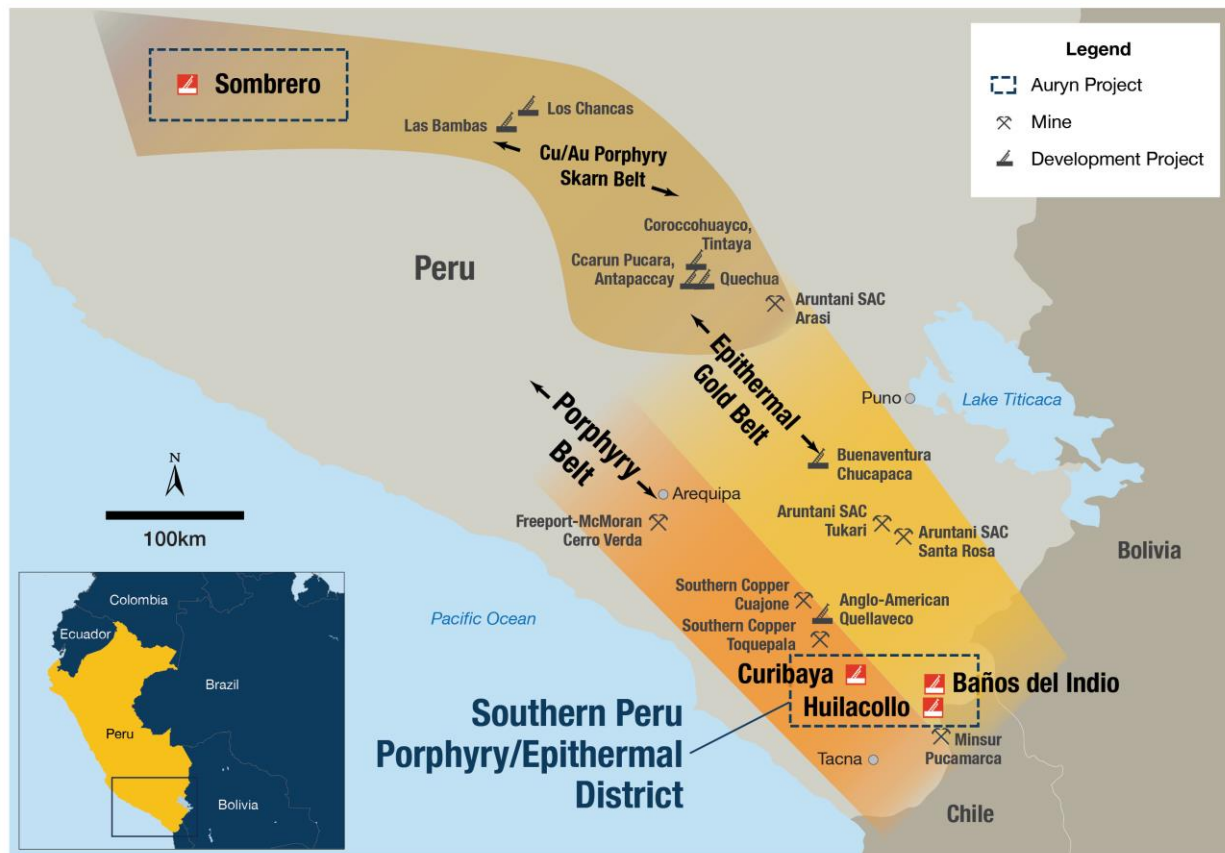 Legend
Auryn Project
Mine
Development Project
Sombrero
Los Chancas
Las Bambas
Cu/Au Porphyry
Skarn Belt
Coroccohuayco,
Tintaya
Ccarun Pucara,
Antapaccay
Quechua
Peru
Aruntani SAC
Arasi
Epithermal
Gold Belt
Puno
Lake Titicaca
Porphyry
Belt
Buenaventura
Chucapaca
Arequipa
Freeport-McMoran
Cerro Verda
Aruntani SAC
Tukari
Aruntani SAC
Santa Rosa
Bolivia
N
100km
Southern Copper
Cuajone
Anglo-American
Quellaveco
Southern Copper
Toquepala
Pacific Ocean
Curibaya
Baños del Indio
Huilacollo
Southern Peru
Porphyry/Epithermal
District
Minsur
Pucamarca
Tacna
Chile
Colombia
Ecuador
Brazil
Peru
Bolivia